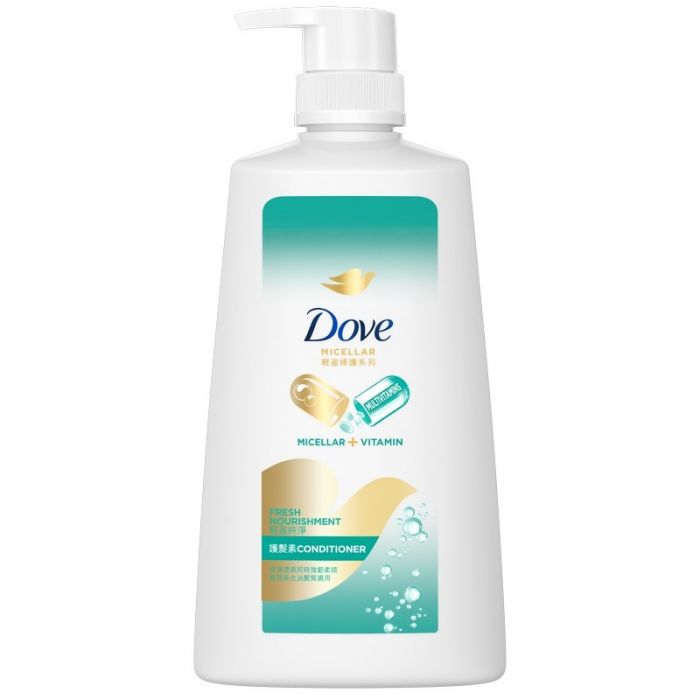 Dove
MICELLAR
輕盈修護系列
MULTIVITAMINS
MICELLAR + VITAMIN
FRESH
NOURISHMENT
輕盈純淨
護髮素CONDITIONER